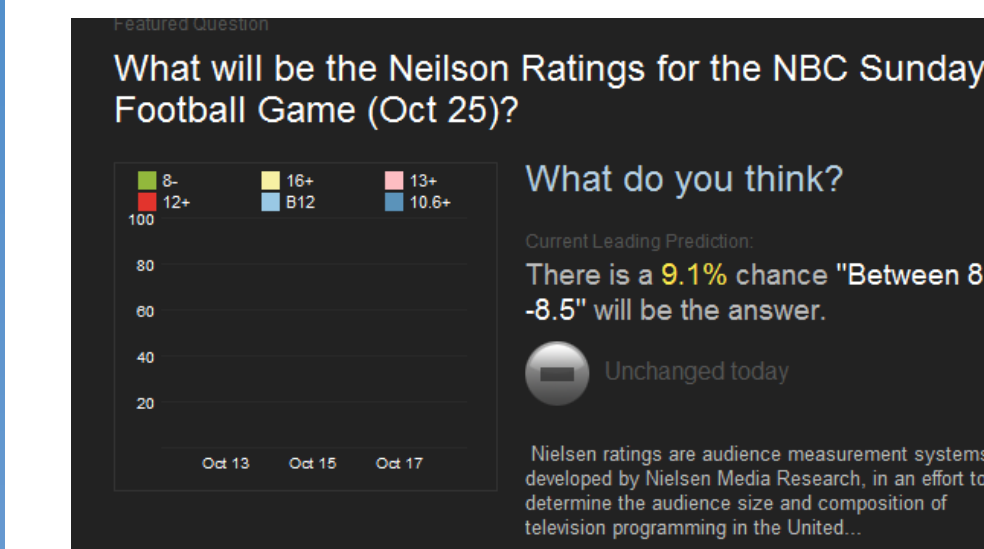 Featured Question
What will be the Neilson Ratings for the NBC Sunday
Football Game (Oct 25)?
8-
16+
13+
12+
B12
10.6+
100
80
60
40
20
Oct 13
Oct 15
Oct 17
What do you think?
Current Leading Prediction:
There is a 9.1% chance "Between 8
-8.5" will be the answer.
Unchanged today
Nielsen ratings are audience measurement systems
developed by Nielsen Media Research, in an effort to
determine the audience size and composition of
television programming in the United...